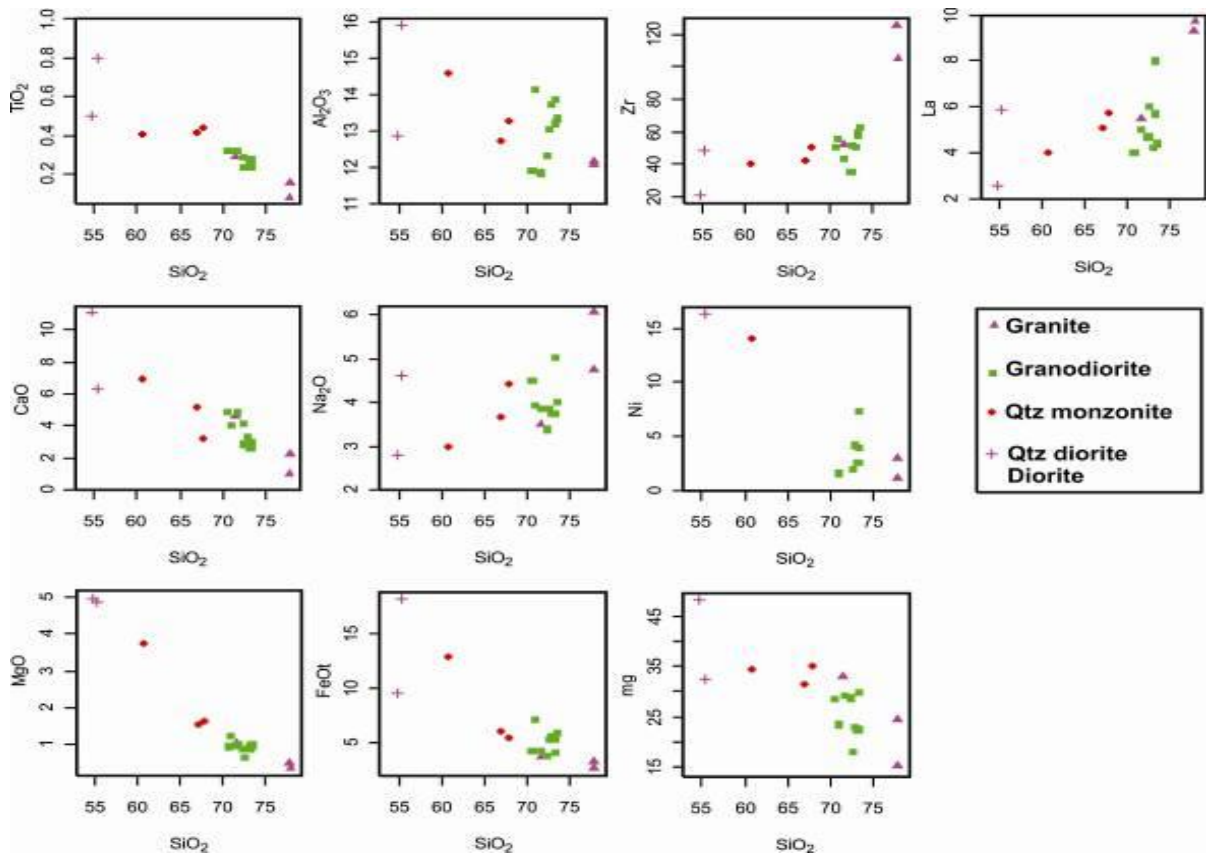 TiO2
1.0
0.8
0.6
0.4
0.2
55 60 65 70 75
SiO2
Al2O3
16
15
14
13
12
11
55 60 65 70 75
SiO2
Zr
120
100
80
60
40
20
55 60 65 70 75
SiO2
La
10
8
6
4
2
55 60 65 70 75
SiO2
CaO
10
8
6
4
2
0
55 60 65 70 75
SiO2
Na2O
6
5
4
3
2
55 60 65 70 75
SiO2
Ni
15
10
5
0
55 60 65 70 75
SiO2
Granite
Granodiorite
Qtz monzonite
Qtz diorite
Diorite
MgO
5
4
3
2
1
55 60 65 70 75
SiO2
FeOt
15
10
5
55 60 65 70 75
SiO2
mg
45
35
25
15
55 60 65 70 75
SiO2